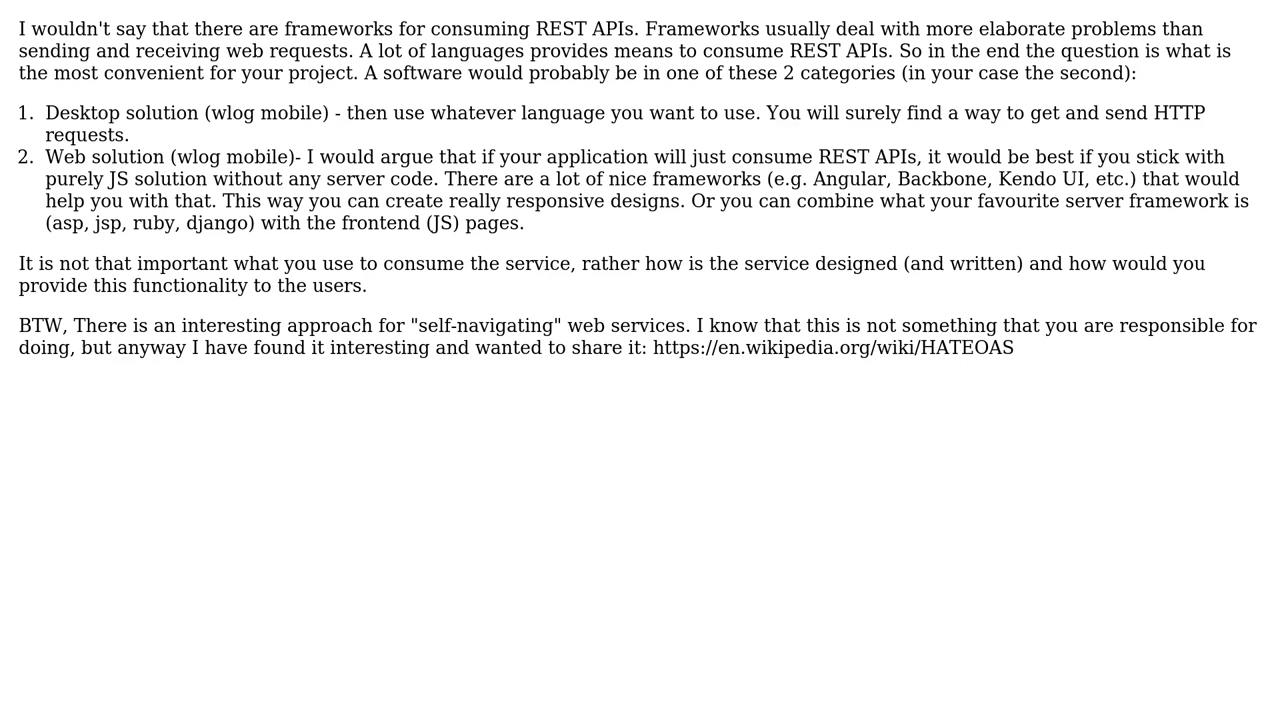 I wouldn't say that there are frameworks for consuming REST APIs. Frameworks usually deal with more elaborate problems than
sending and receiving web requests. A lot of languages provides means to consume REST APIs. So in the end the question is what is
the most convenient for your project. A software would probably be in one of these 2 categories (in your case the second):
1. Desktop solution (wlog mobile) - then use whatever language you want to use. You will surely find a way to get and send HTTP
requests.
2. Web solution (wlog mobile)- I would argue that if your application will just consume REST APIs, it would be best if you stick with
purely JS solution without any server code. There are a lot of nice frameworks (e.g. Angular, Backbone, Kendo UI, etc.) that would
help you with that. This way you can create really responsive designs. Or you can combine what your favourite server framework is
(asp, jsp, ruby, django) with the frontend (JS) pages.
It is not that important what you use to consume the service, rather how is the service designed (and written) and how would you
provide this functionality to the users.
BTW, There is an interesting approach for "self-navigating" web services. I know that this is not something that you are responsible for
doing, but anyway I have found it interesting and wanted to share it: https://en.wikipedia.org/wiki/HATEOAS